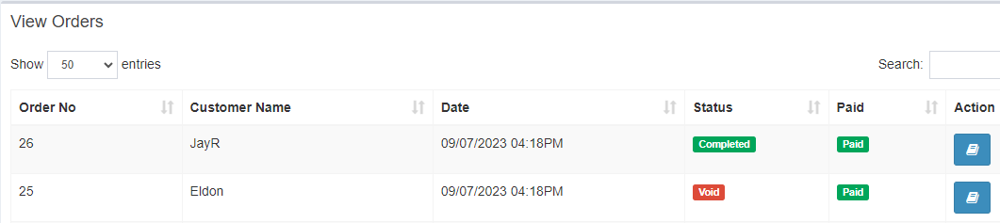 View Orders
Show 50 entries Search:
Order No Customer Name Date Status Paid Action
26 JayR 09/07/2023 04:18PM Completed Paid
25 Eldon 09/07/2023 04:18PM Void Paid